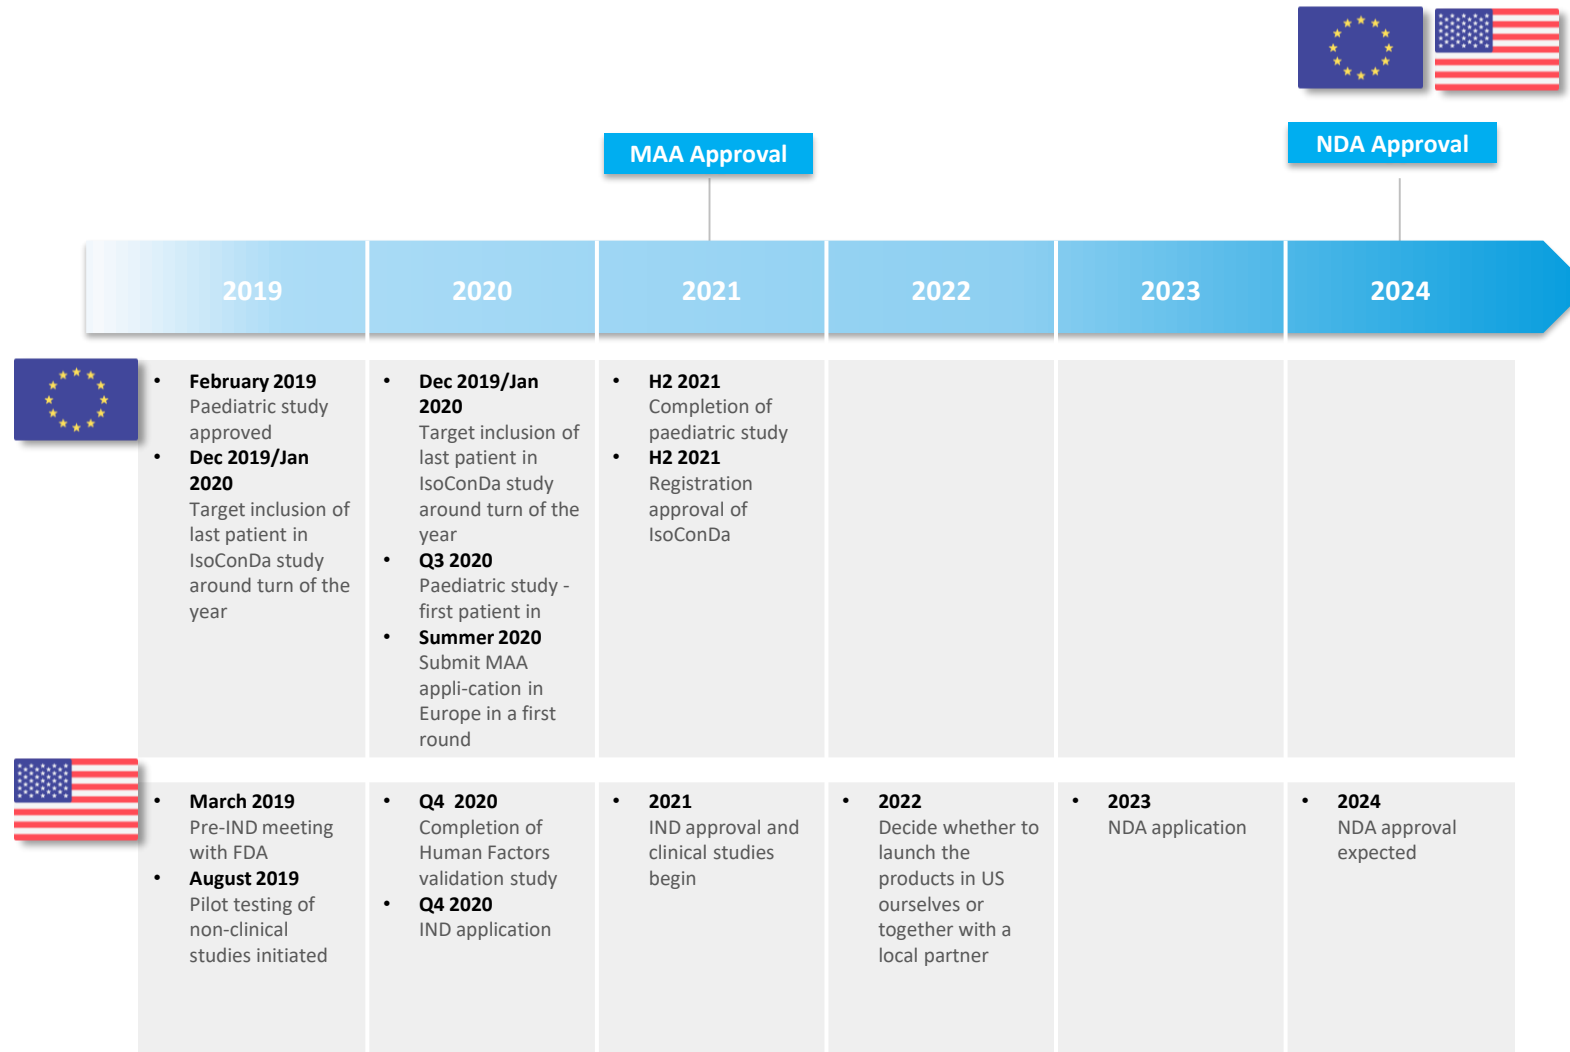 MAA Approval
NDA Approval
2019
2020
2021
2022
2023
2024
• February 2019
Paediatric study
approved
• Dec 2019/Jan
2020
Target inclusion of
last patient in
IsoConDa study
around turn of the
year
• Dec 2019/Jan
2020
Target inclusion of
last patient in
IsoConDa study
around turn of the
year
• Q3 2020
Paediatric study -
first patient in
• Summer 2020
Submit MAA
appli-cation in
Europe in a first
round
• H2 2021
Completion of
paediatric study
• H2 2021
Registration
approval of
IsoConDa
• March 2019
Pre-IND meeting
with FDA
• August 2019
Pilot testing of
non-clinical
studies initiated
• Q4  2020
Completion of
Human Factors
validation study
• Q4 2020
IND application
• 2021
IND approval and
clinical studies
begin
• 2022
Decide whether to
launch the
products in US
ourselves or
together with a
local partner
• 2023
NDA application
• 2024
NDA approval
expected